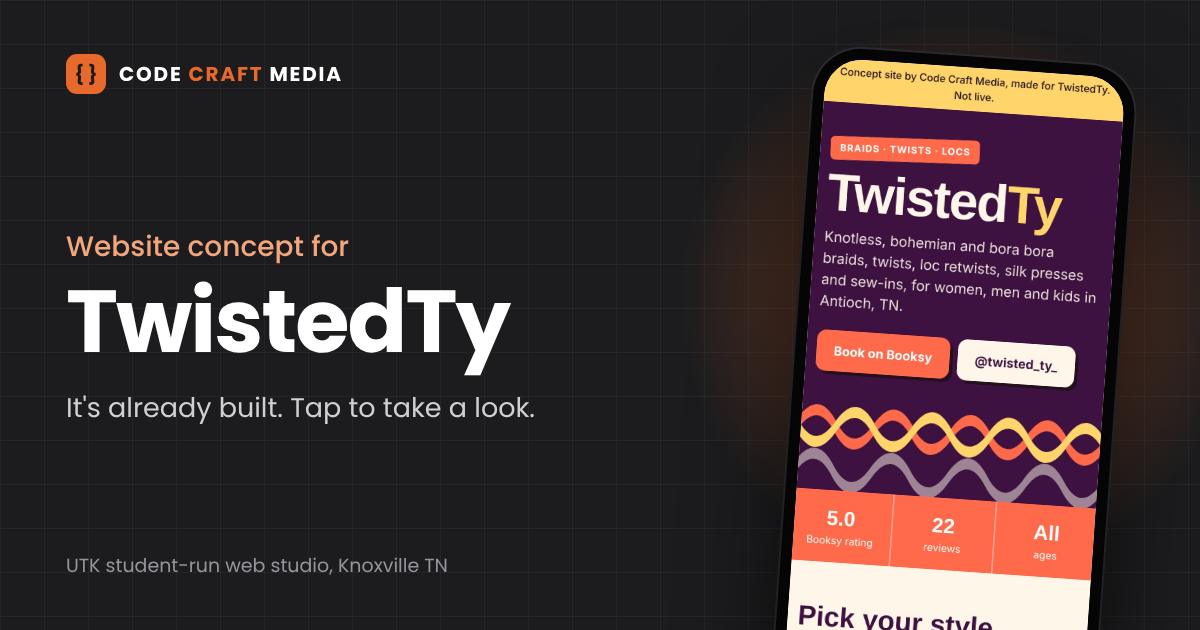 { } CODE CRAFT MEDIA
Website concept for
TwistedTy
It's already built. Tap to take a look.
UTK student-run web studio, Knoxville TN
Concept site by Code Craft Media, made for TwistedTy.
Not live.
BRAIDS · TWISTS · LOCS
TwistedTy
Knotless, bohemian and bora bora
braids, twists, loc retwists, silk presses
and sew-ins, for women, men and kids in
Antioch, TN.
Book on Booksy
@twisted_ty_
5.0
Booksy rating
22
reviews
All
ages
Pick your style